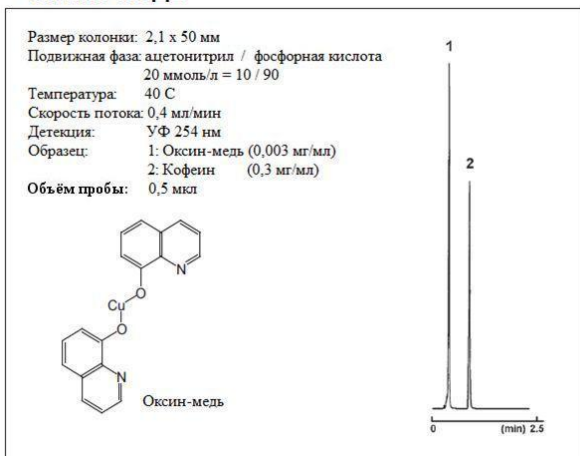 Размер колонки: 2,1 x 50 мм
Подвижная фаза: ацетонитрил / фосфорная кислота
20 ммоль/л = 10 / 90
Температура: 40 С
Скорость потока: 0,4 мл/мин
Детекция: УФ 254 нм
Образец: 1: Оксин-медь (0,003 мг/мл)
2: Кофеин (0,3 мг/мл)
Объём пробы: 0,5 мкл
1
2
N
O
Cu
O
N
Оксин-медь
0 (min) 2.5